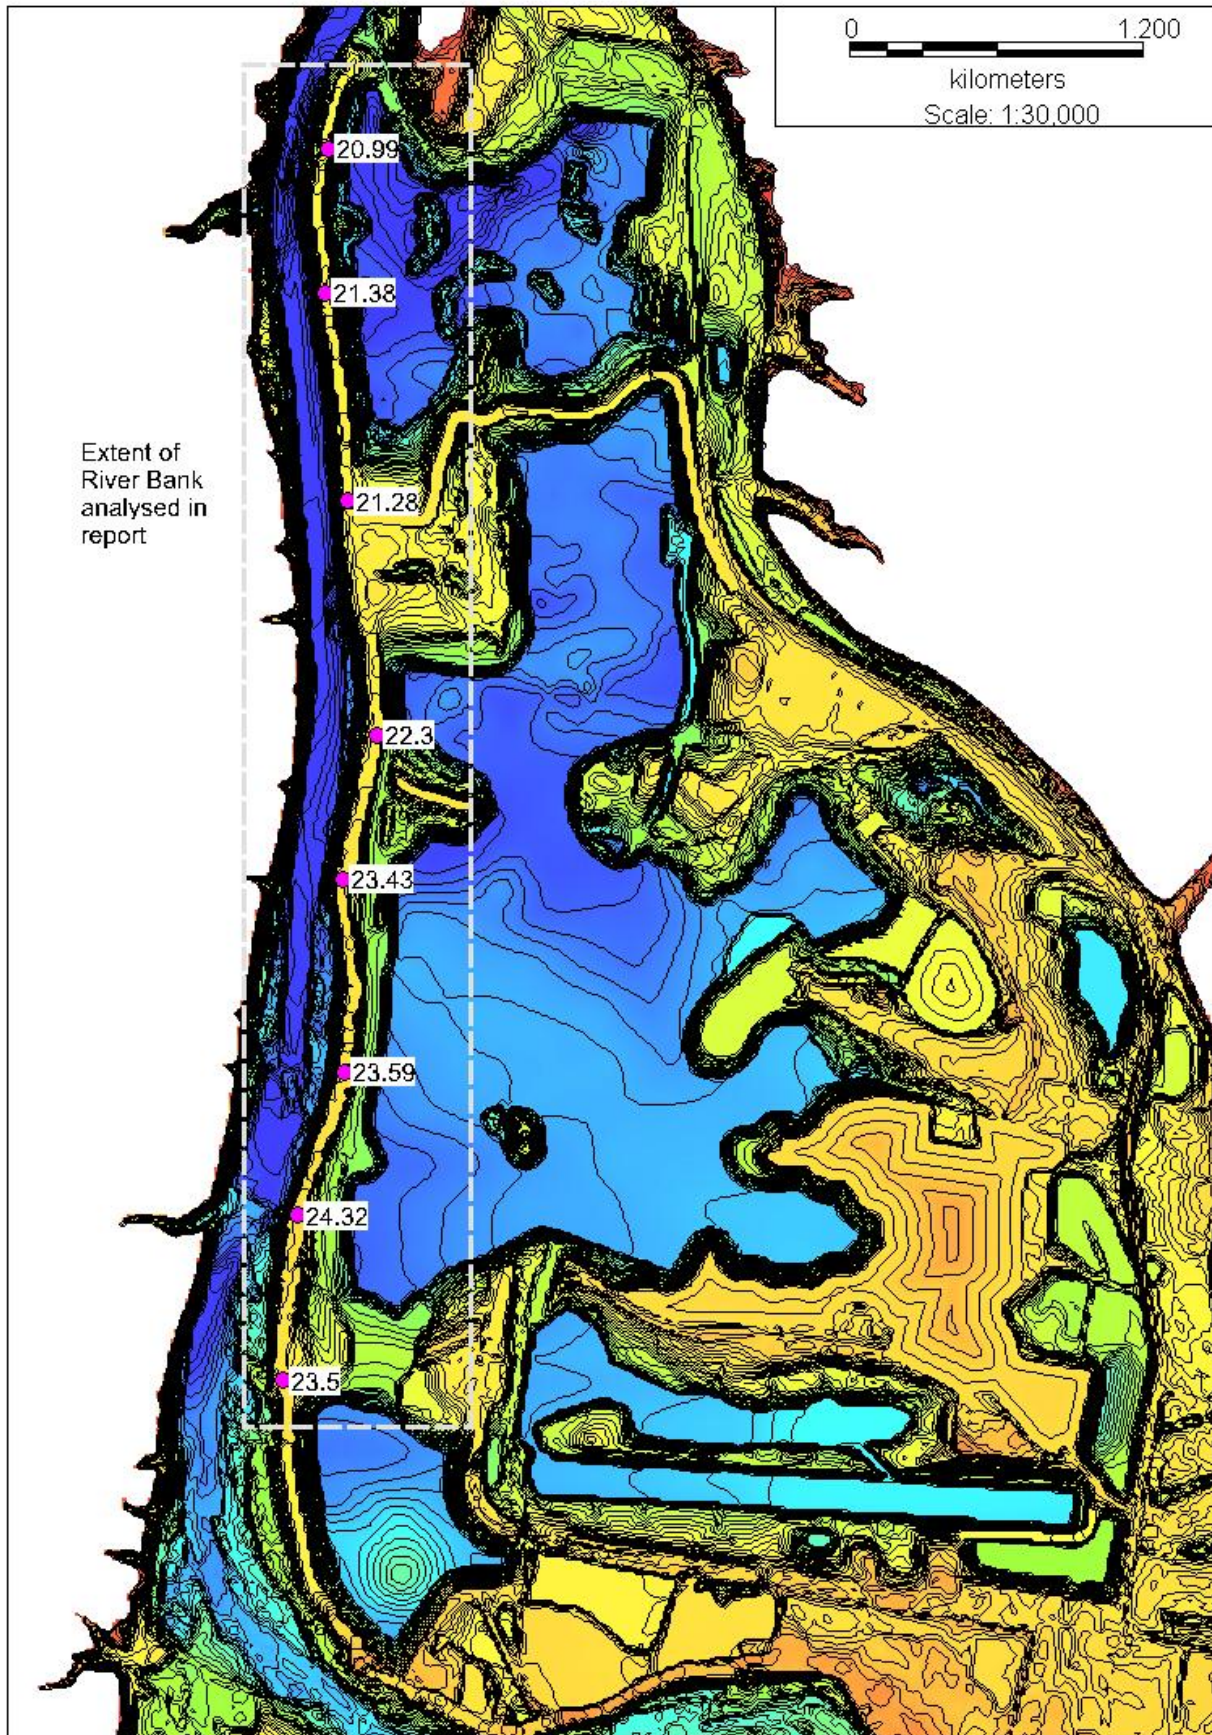 0 1.200
kilometers
Scale: 1:30,000
20.99
21.38
Extent of
River Bank
analysed in
report
21.28
22.3
23.43
23.59
24.32
23.5